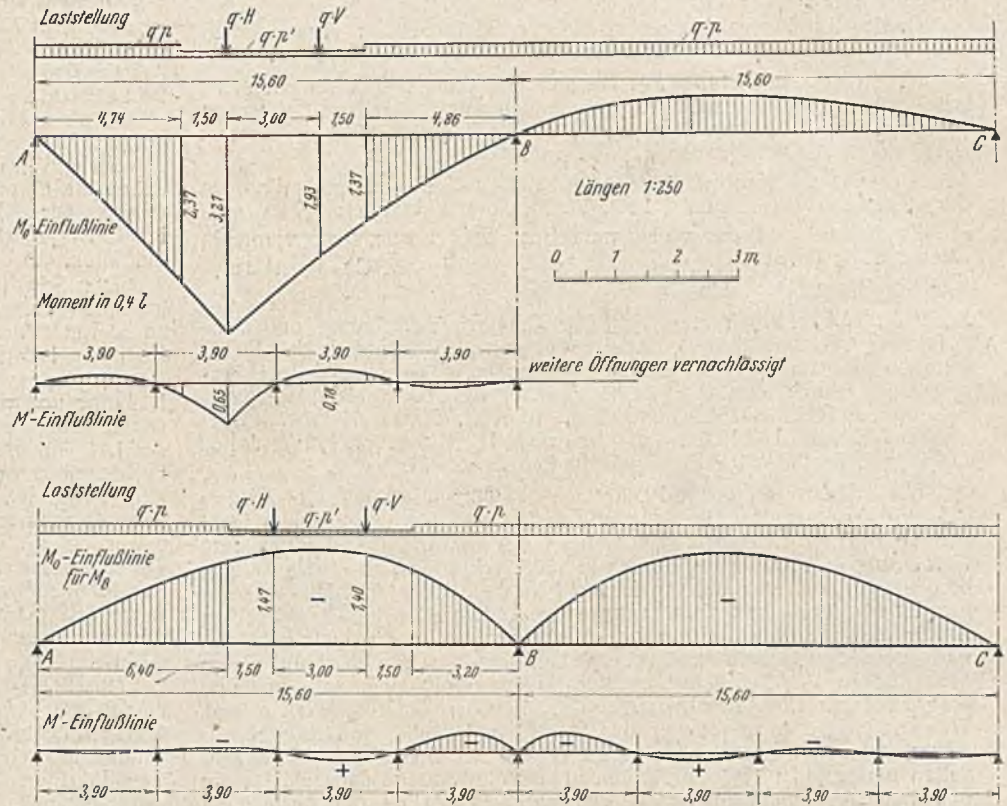 Laststellung
q·p q·H q·p' q·V q·p
15,60 15,60
4,74 1,50 3,00 1,50 4,86
A B C
2,37 3,21 1,93 1,37
Längen 1:250
M₀-Einflußlinie
0 1 2 3 m
Moment in 0,4 l
3,90 3,90 3,90 3,90
weitere Öffnungen vernachlässigt
0,65 0,18
M'-Einflußlinie
Laststellung
q·p q·H q·p' q·V q·p
M₀-Einflußlinie
für M_B
1,47 – 1,40 –
A B C
6,40 1,50 3,00 1,50 3,20
15,60 15,60
M'-Einflußlinie
– + – – + –
3,90 3,90 3,90 3,90 3,90 3,90 3,90 3,90